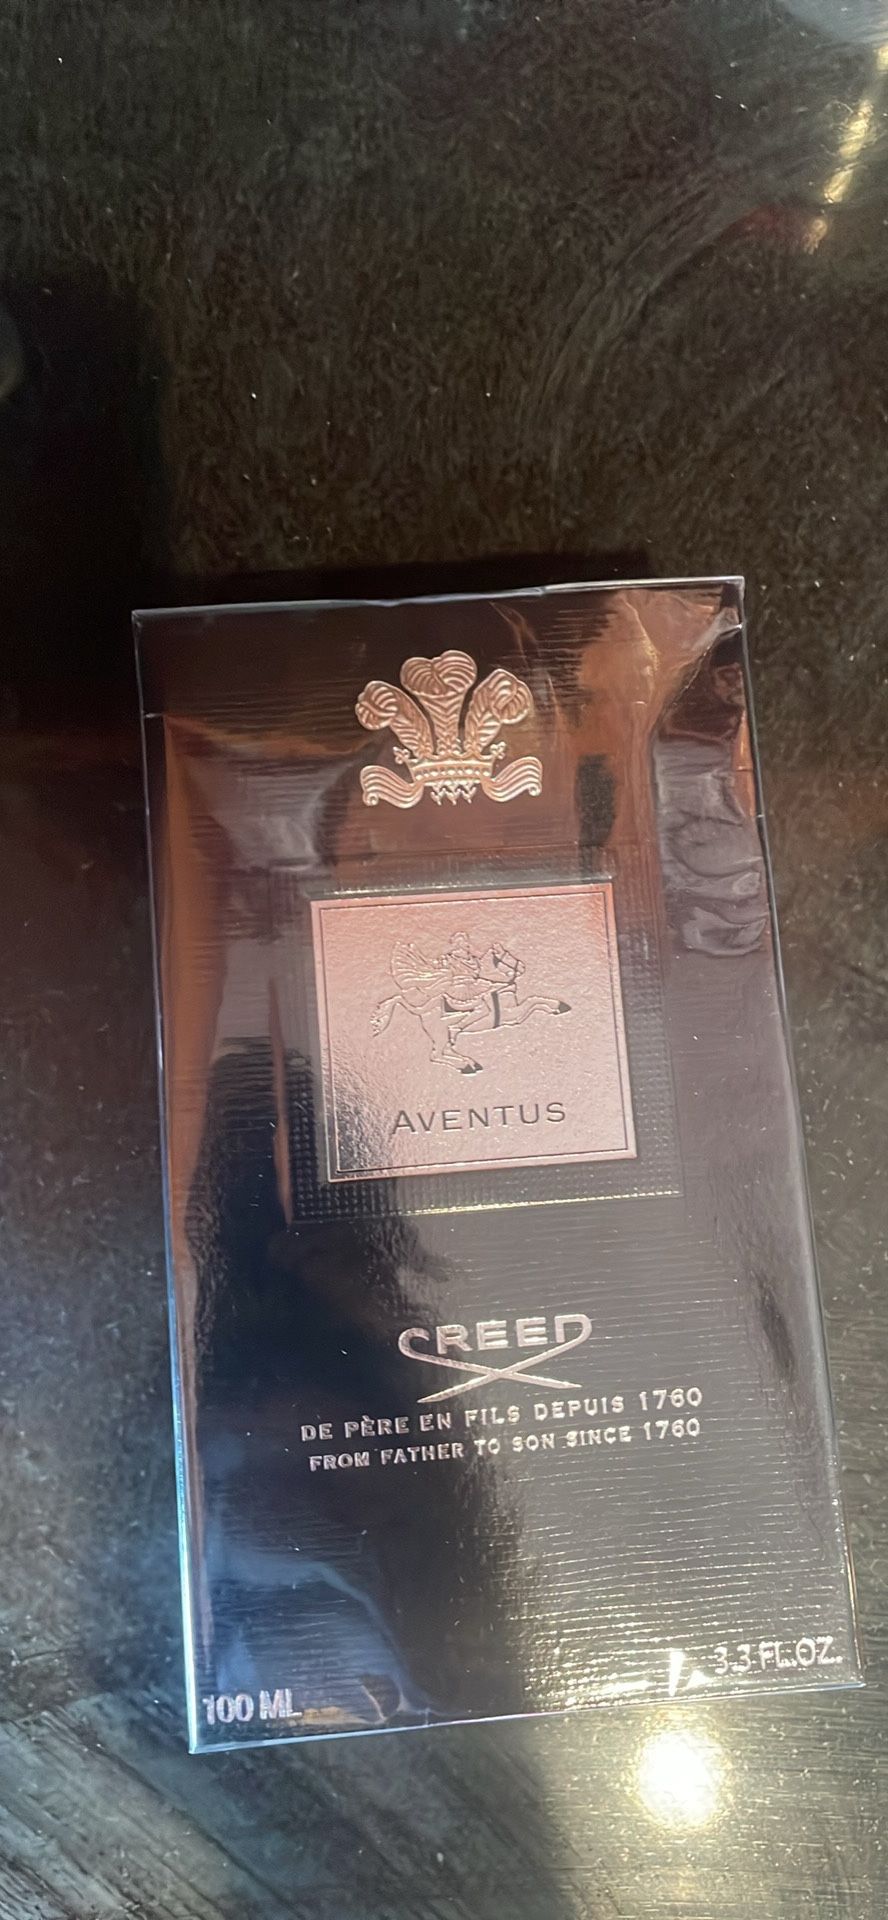 AVENTUS
CREED
DE PÈRE EN FILS DEPUIS 1760
FROM FATHER TO SON SINCE 1760
100 ML
3.3 FL.OZ.